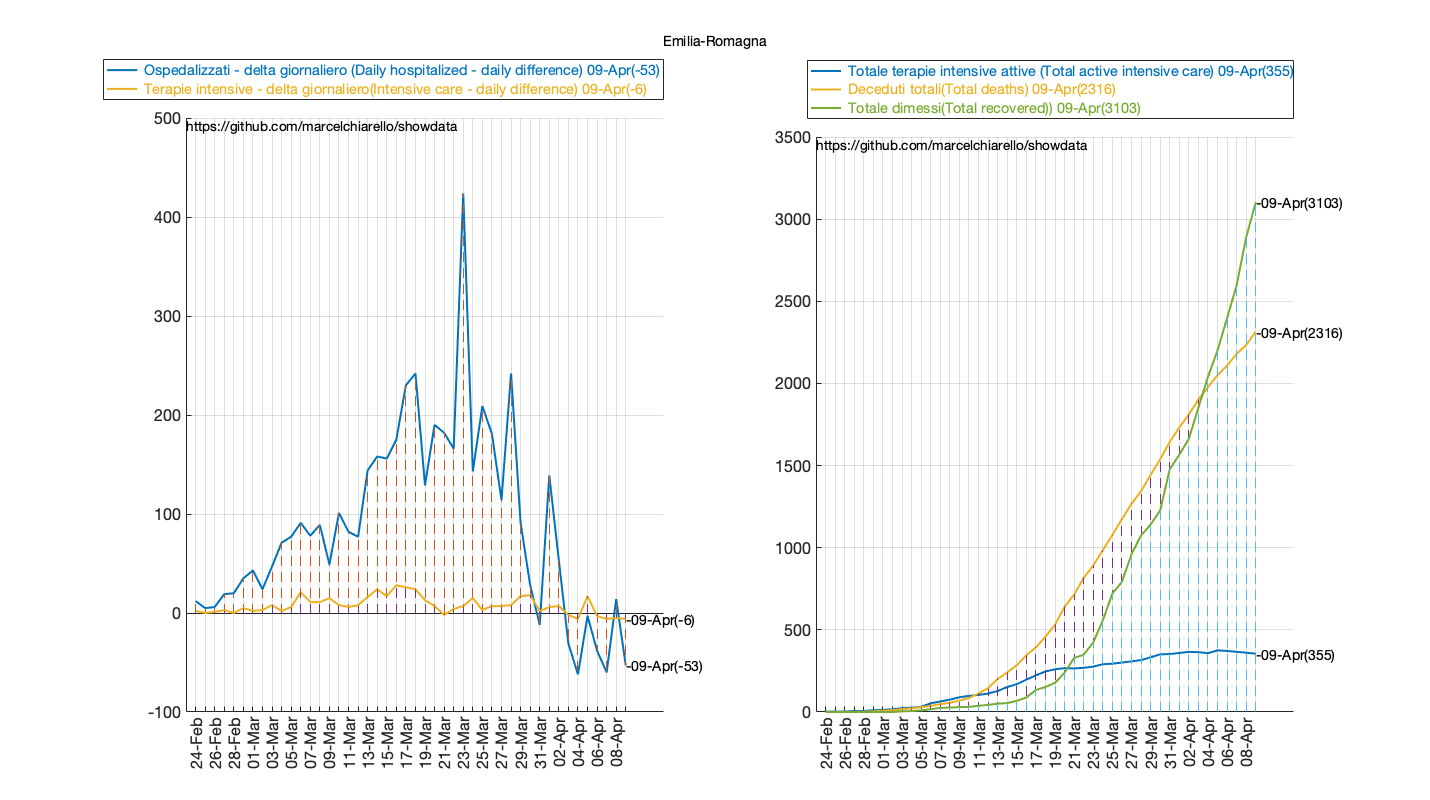 Emilia-Romagna
Ospedalizzati - delta giornaliero (Daily hospitalized - daily difference) 09-Apr(-53)
Terapie intensive - delta giornaliero(Intensive care - daily difference) 09-Apr(-6)
https://github.com/marcelchiarello/showdata
500
400
300
200
100
0
-100
-09-Apr(-6)
-09-Apr(-53)
24-Feb
26-Feb
28-Feb
01-Mar
03-Mar
05-Mar
07-Mar
09-Mar
11-Mar
13-Mar
15-Mar
17-Mar
19-Mar
21-Mar
23-Mar
25-Mar
27-Mar
29-Mar
31-Mar
02-Apr
04-Apr
06-Apr
08-Apr
Totale terapie intensive attive (Total active intensive care) 09-Apr(355)
Deceduti totali(Total deaths) 09-Apr(2316)
Totale dimessi(Total recovered)) 09-Apr(3103)
https://github.com/marcelchiarello/showdata
3500
3000
2500
2000
1500
1000
500
0
-09-Apr(3103)
-09-Apr(2316)
-09-Apr(355)
24-Feb
26-Feb
28-Feb
01-Mar
03-Mar
05-Mar
07-Mar
09-Mar
11-Mar
13-Mar
15-Mar
17-Mar
19-Mar
21-Mar
23-Mar
25-Mar
27-Mar
29-Mar
31-Mar
02-Apr
04-Apr
06-Apr
08-Apr